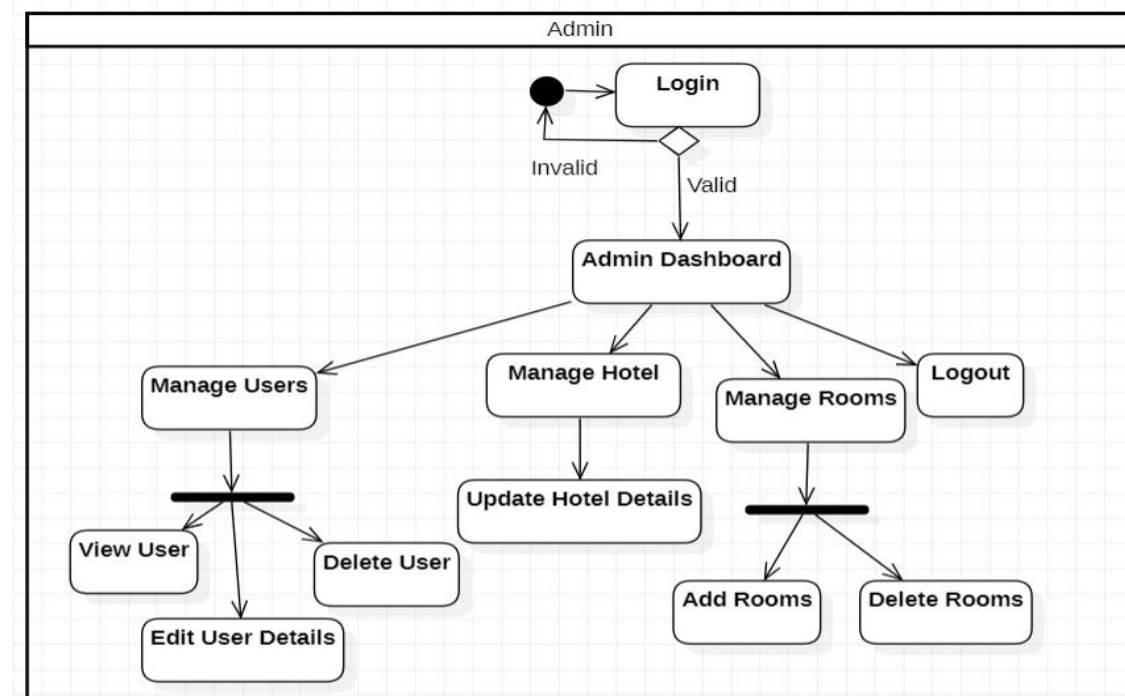 Admin
Login
Invalid
Valid
Admin Dashboard
Manage Users
Manage Hotel
Manage Rooms
Logout
Update Hotel Details
View User
Delete User
Edit User Details
Add Rooms
Delete Rooms